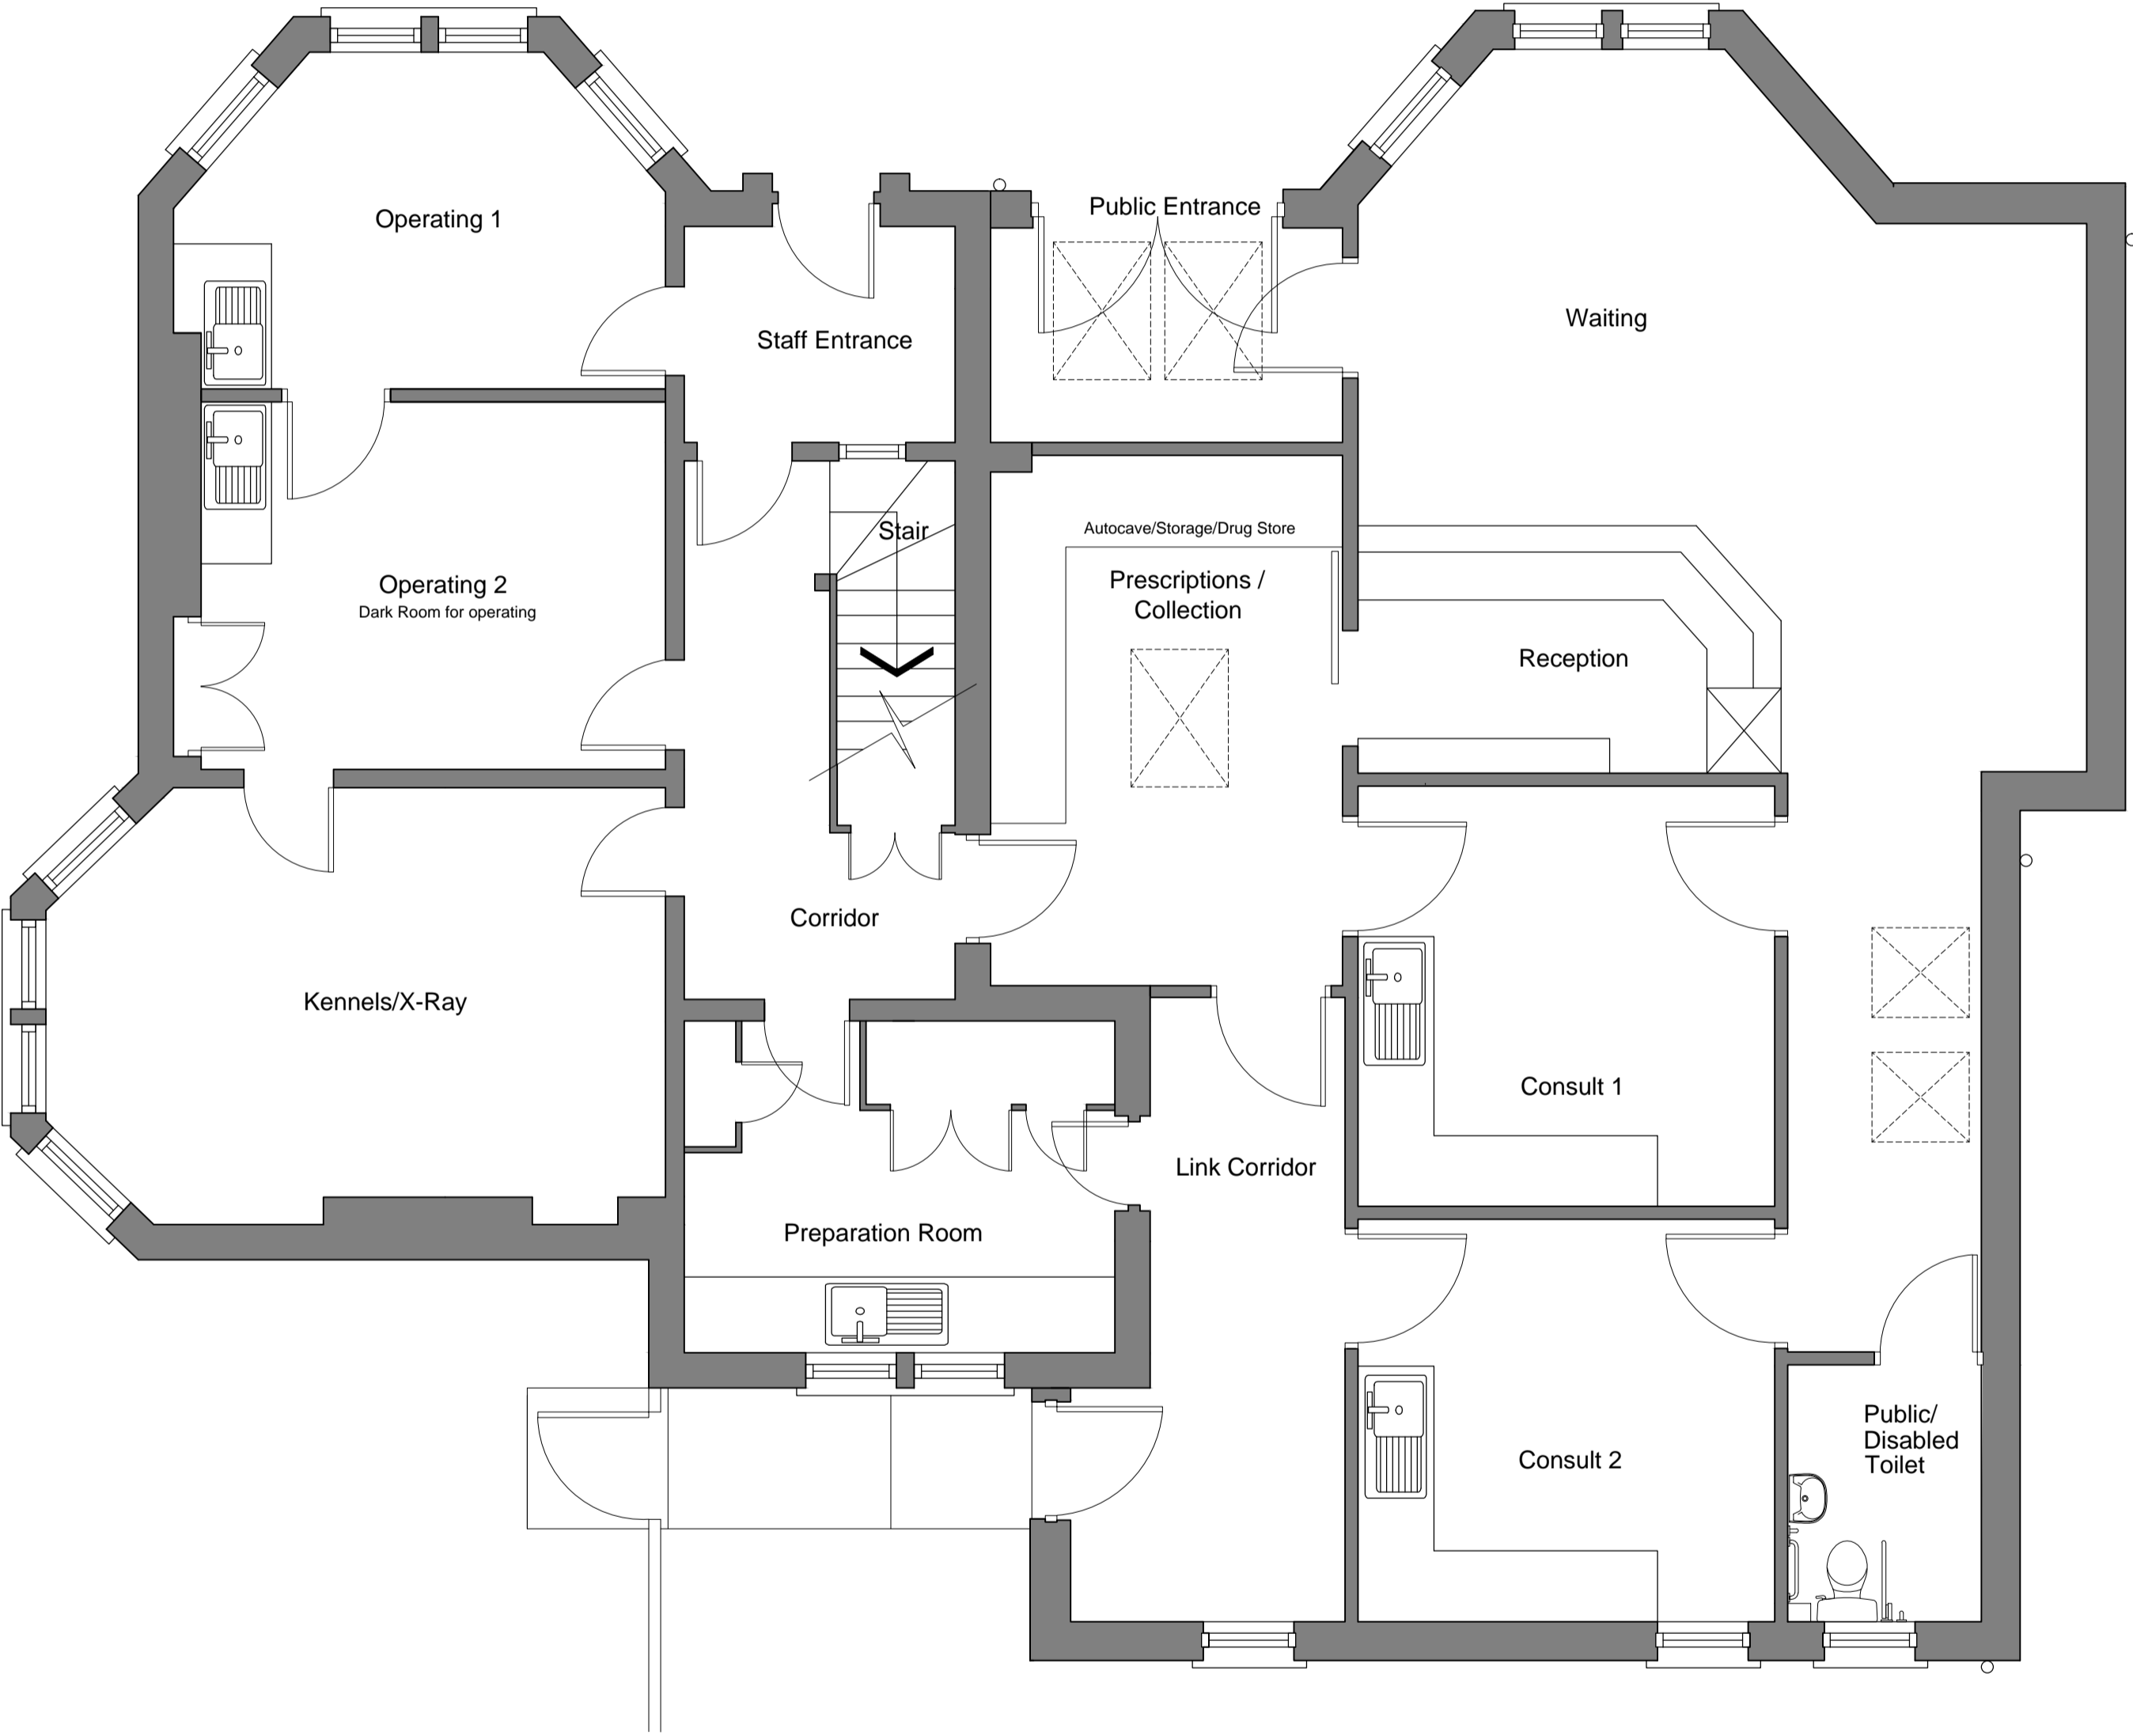 Public Entrance
Operating 1
Waiting
Staff Entrance
Stair
Autocave/Storage/Drug Store
Prescriptions /
Collection
Operating 2
Dark Room for operating
Reception
Corridor
Kennels/X-Ray
Consult 1
Link Corridor
Preparation Room
Public/
Disabled
Toilet
Consult 2